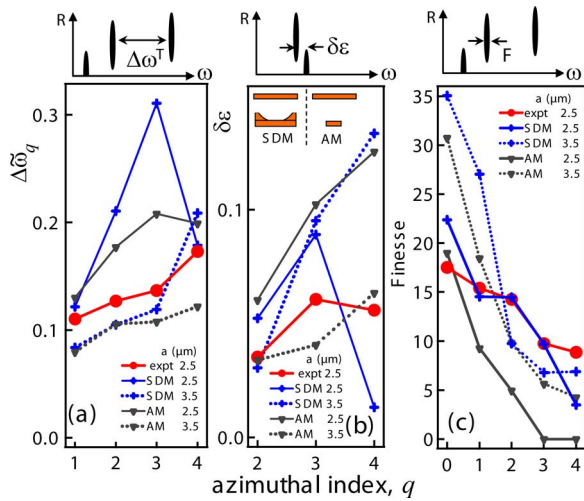 R
Δω^T
ω
R
δε
ω
R
F
ω
Δω̃_q
0.3
0.2
0.1
0.0
1 2 3 4
(a)
a (μm)
expt 2.5
SDM 2.5
SDM 3.5
AM 2.5
AM 3.5
δε
0.1
0.0
2 3 4
SDM AM
(b)
a (μm)
expt 2.5
SDM 2.5
SDM 3.5
AM 2.5
AM 3.5
Finesse
35
30
25
20
15
10
5
0
0 1 2 3 4
(c)
a (μm)
expt 2.5
SDM 2.5
SDM 3.5
AM 2.5
AM 3.5
azimuthal index, q